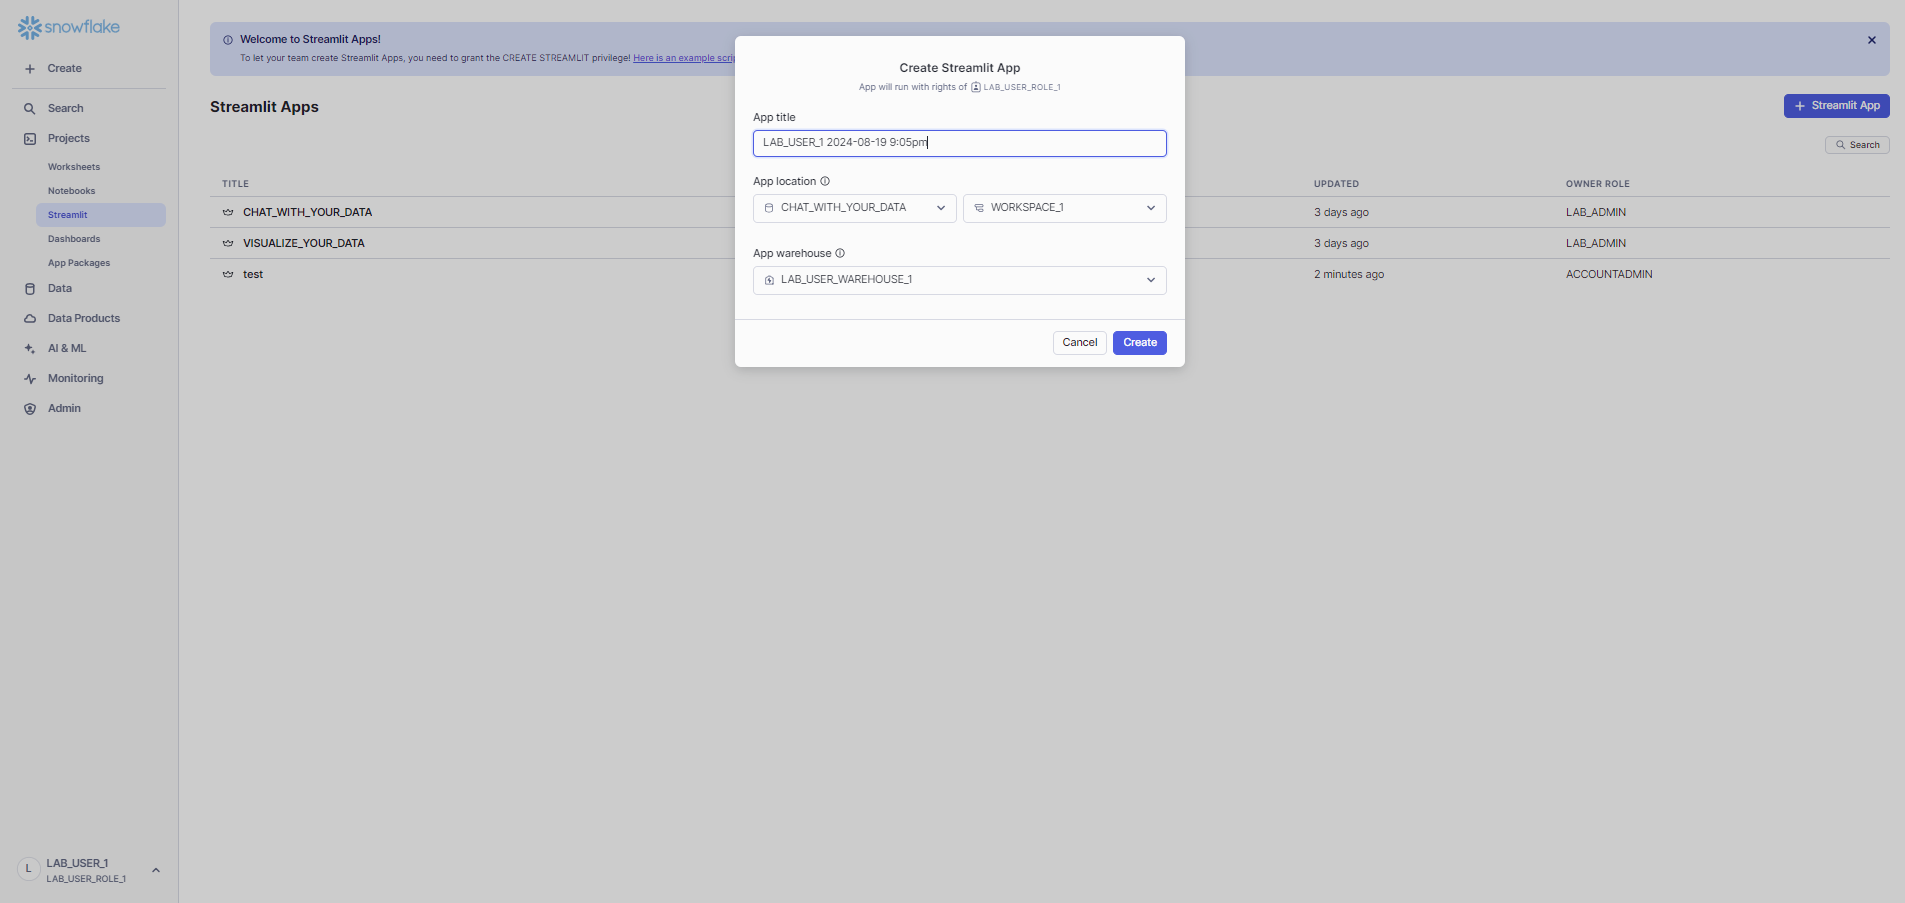 snowflake
Create
Search
Projects
Worksheets
Notebooks
Streamlit
Dashboards
App Packages
Data
Data Products
AI & ML
Monitoring
Admin
L
LAB_USER_1
LAB_USER_ROLE_1
Welcome to Streamlit Apps!
To let your team create Streamlit Apps, you need to grant the CREATE STREAMLIT privilege! Here is an example
Streamlit Apps
+ Streamlit App
Search
TITLE UPDATED OWNER ROLE
CHAT_WITH_YOUR_DATA 3 days ago LAB_ADMIN
VISUALIZE_YOUR_DATA 3 days ago LAB_ADMIN
test 2 minutes ago ACCOUNTADMIN
Create Streamlit App
App will run with rights of LAB_USER_ROLE_1
App title
LAB_USER_1 2024-08-19 9:05pm
App location
CHAT_WITH_YOUR_DATA WORKSPACE_1
App warehouse
LAB_USER_WAREHOUSE_1
Cancel Create